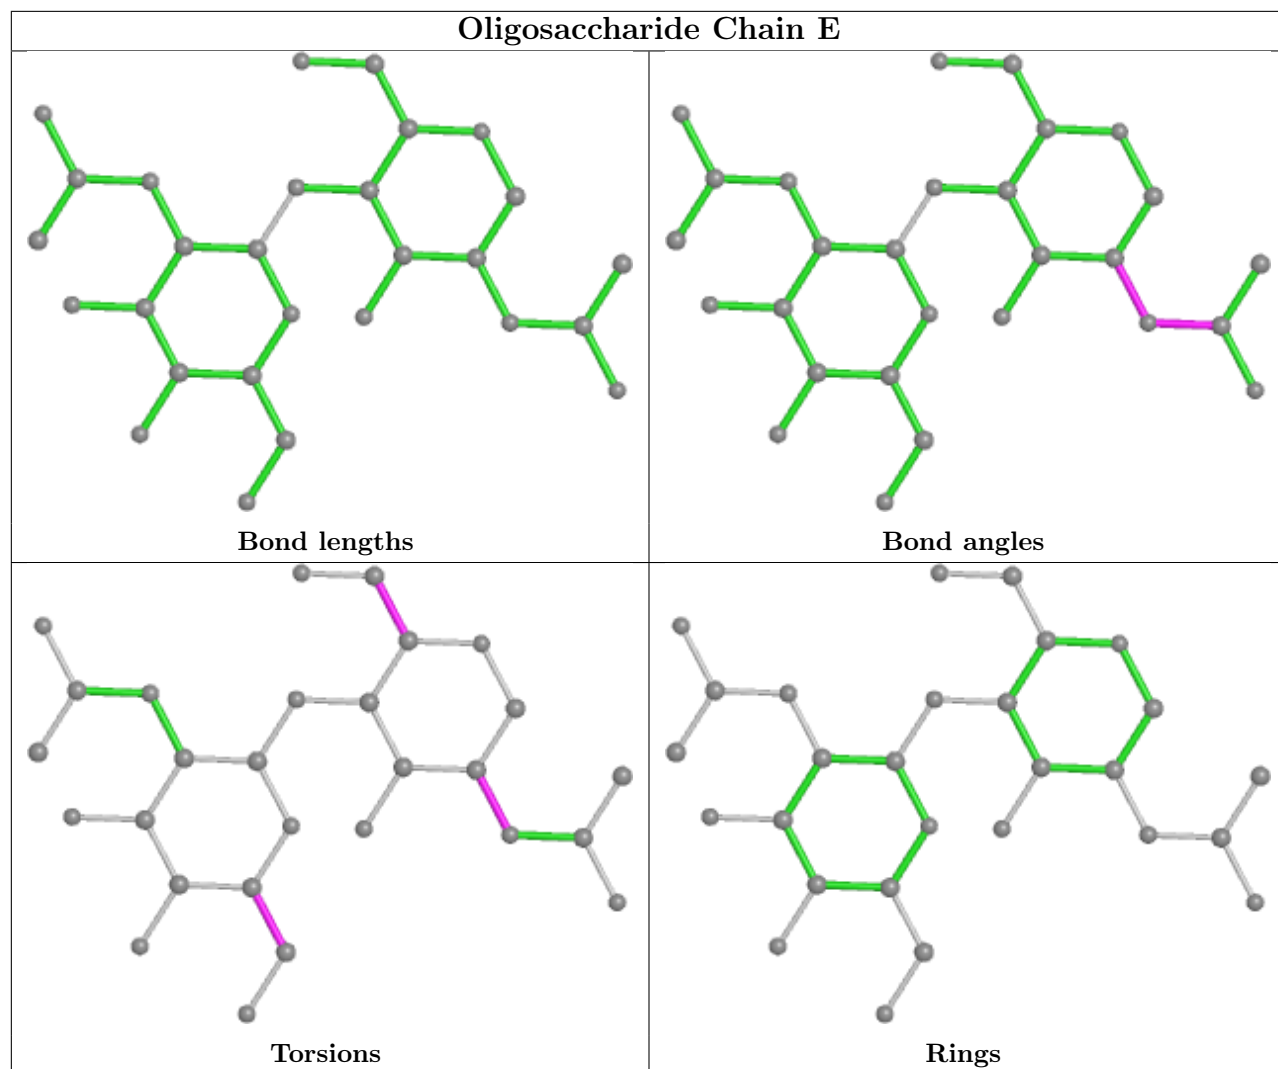 Oligosaccharide Chain E
Bond lengths
Bond angles
Torsions
Rings